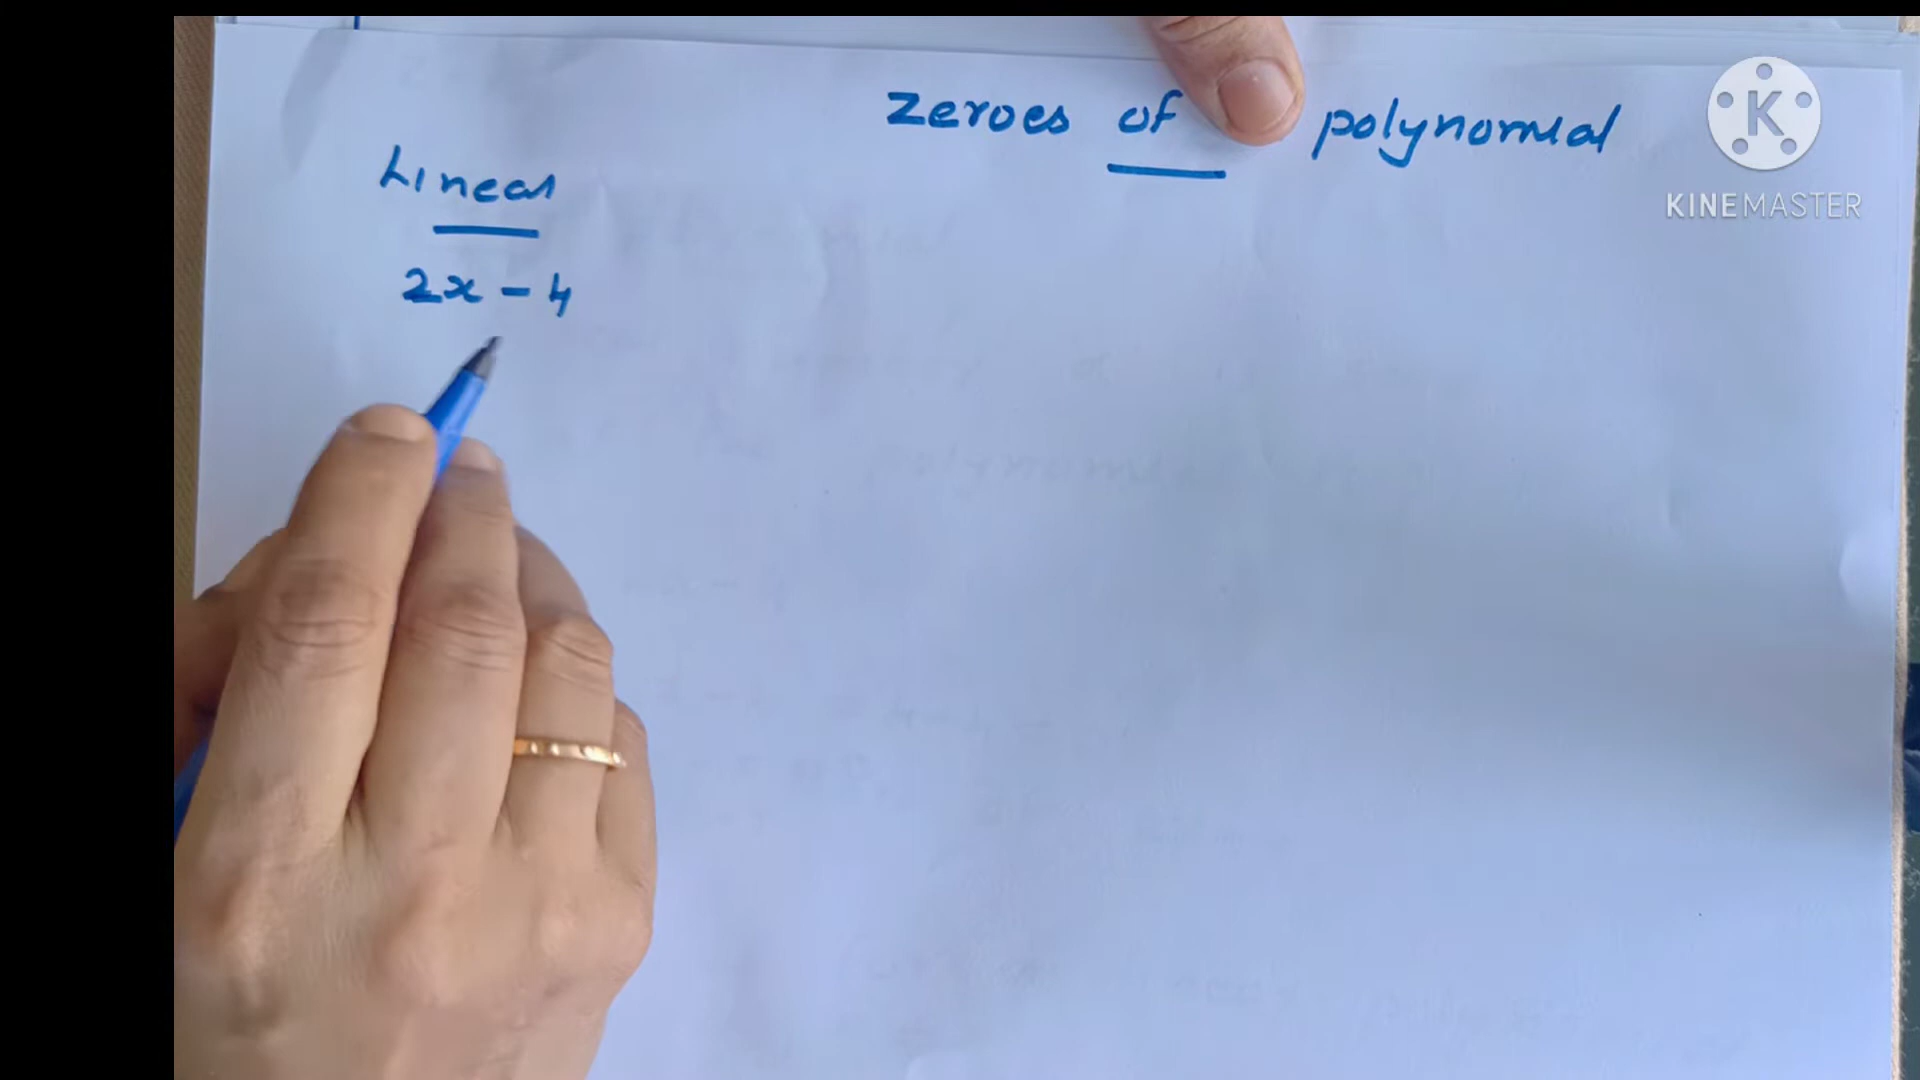 Zeroes of polynomial
Linear
2x - 4
K
KINEMASTER